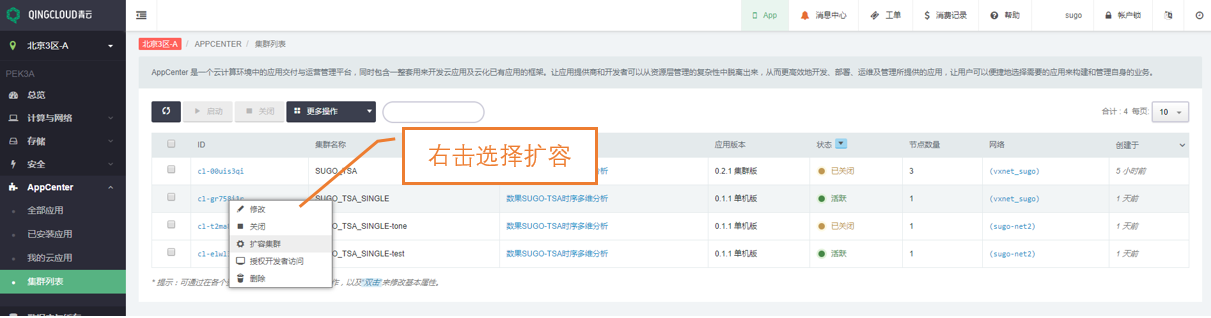 QINGCLOUD青云
App
消息中心
工单
消费记录
帮助
sugo
帐户锁
北京3区-A
北京3区-A / APPCENTER / 集群列表
PEK3A
总览
计算与网络
存储
安全
AppCenter
全部应用
已安装应用
我的云应用
集群列表
AppCenter 是一个云计算环境中的应用交付与运营管理平台，同时包含一整套用来开发云应用及云化已有应用的框架。让应用提供商和开发者可以从资源层管理的复杂性中脱离出来，从而更高效地开发、部署、运维及管理所提供的应用，让用户可以便捷地选择需要的应用来构建和管理自身的业务。
启动 关闭 更多操作 合计：4 每页: 10
右击选择扩容
ID 集群名称 应用版本 状态 节点数量 网络 创建于
cl-00uis3qi SUGO_TSA 分析 0.2.1 集群版 已关闭 3 (vxnet_sugo) 5 小时前
SUGO_TSA_SINGLE 数果SUGO-TSA时序多维分析 0.1.1 单机版 活跃 1 (vxnet_sugo) 1 天前
SUGO_TSA_SINGLE-tone 数果SUGO-TSA时序多维分析 0.1.1 单机版 已关闭 1 (sugo-net2) 1 天前
SUGO_TSA_SINGLE-test 数果SUGO-TSA时序多维分析 0.1.1 单机版 活跃 1 (sugo-net2) 1 天前
修改
关闭
扩容集群
授权开发者访问
删除
* 提示：可通过在各个 作，以及"双击"来修改基本属性。